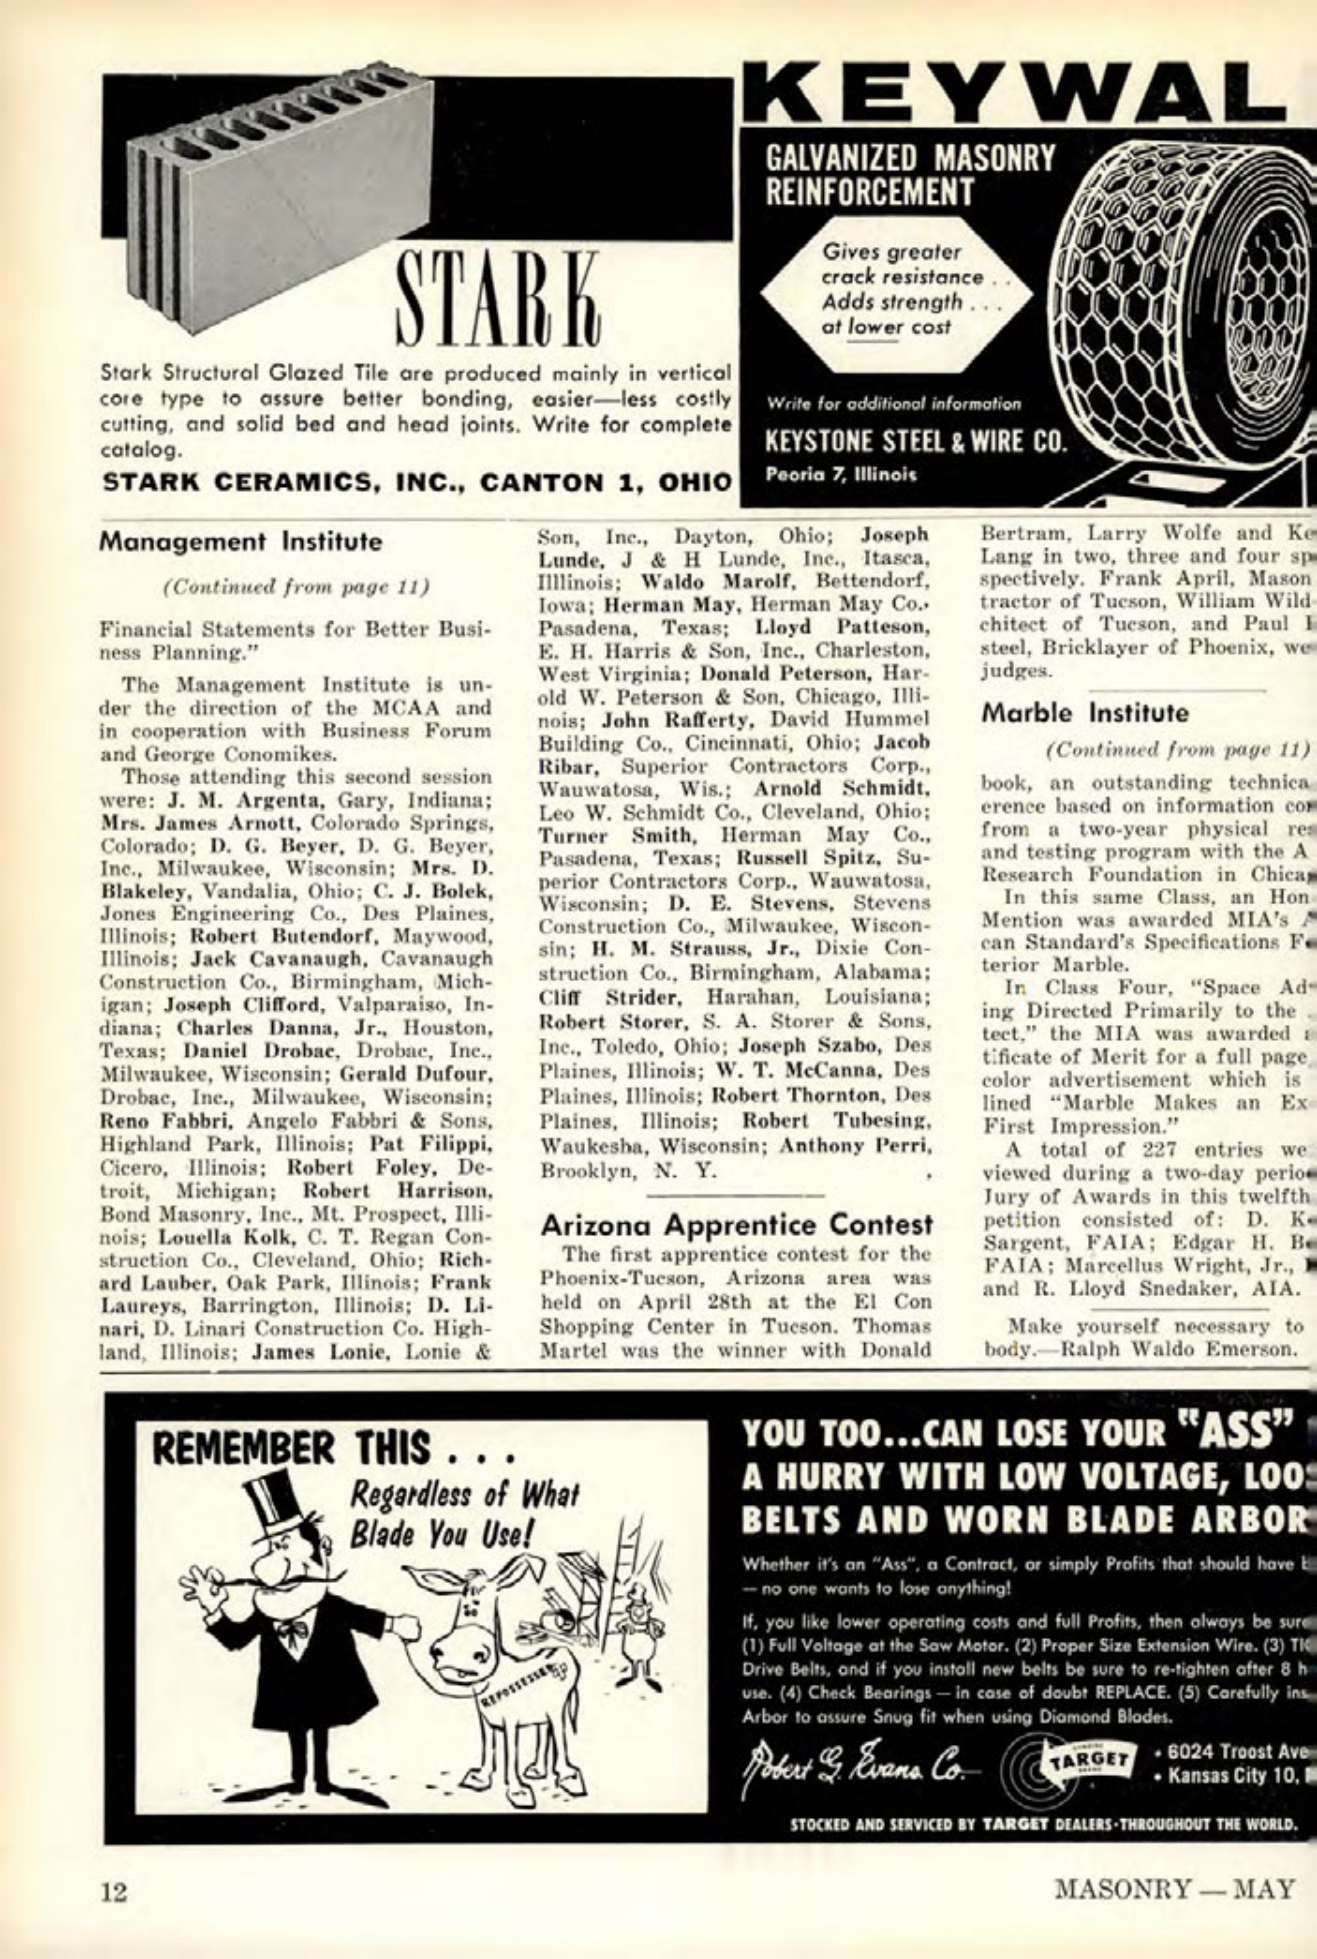 STARK
Stark Structural Glazed Tile are produced mainly in vertical
core type to assure better bonding, easier—less costly
cutting, and solid bed and head joints. Write for complete
catalog.
STARK CERAMICS, INC., CANTON 1, OHIO
KEYWAL
GALVANIZED MASONRY
REINFORCEMENT
Gives greater
crack resistance . .
Adds strength . . .
at lower cost
Write for additional information
KEYSTONE STEEL & WIRE CO.
Peoria 7, Illinois
Management Institute
(Continued from page 11)
Financial Statements for Better Busi-
ness Planning."
The Management Institute is un-
der the direction of the MCAA and
in cooperation with Business Forum
and George Conomikes.
Those attending this second session
were: J. M. Argenta, Gary, Indiana;
Mrs. James Arnott, Colorado Springs,
Colorado; D. G. Beyer, D. G. Beyer,
Inc., Milwaukee, Wisconsin; Mrs. D.
Blakeley, Vandalia, Ohio; C. J. Bolek,
Jones Engineering Co., Des Plaines,
Illinois; Robert Butendorf, Maywood,
Illinois; Jack Cavanaugh, Cavanaugh
Construction Co., Birmingham, Mich-
igan; Joseph Clifford, Valparaiso, In-
diana; Charles Danna, Jr., Houston,
Texas; Daniel Drobac, Drobac, Inc.,
Milwaukee, Wisconsin; Gerald Dufour,
Drobac, Inc., Milwaukee, Wisconsin;
Reno Fabbri, Angelo Fabbri & Sons,
Highland Park, Illinois; Pat Filippi,
Cicero, Illinois; Robert Foley, De-
troit, Michigan; Robert Harrison,
Bond Masonry, Inc., Mt. Prospect, Illi-
nois; Louella Kolk, C. T. Regan Con-
struction Co., Cleveland, Ohio; Rich-
ard Lauber, Oak Park, Illinois; Frank
Laureys, Barrington, Illinois; D. Li-
nari, D. Linari Construction Co. High-
land, Illinois; James Lonie, Lonie &
Son, Inc., Dayton, Ohio; Joseph
Lunde, J & H Lunde, Inc., Itasca,
Illlinois; Waldo Marolf, Bettendorf,
Iowa; Herman May, Herman May Co.,
Pasadena, Texas; Lloyd Patteson,
E. H. Harris & Son, Inc., Charleston,
West Virginia; Donald Peterson, Har-
old W. Peterson & Son, Chicago, Illi-
nois; John Rafferty, David Hummel
Building Co., Cincinnati, Ohio; Jacob
Ribar, Superior Contractors Corp.,
Wauwatosa, Wis.; Arnold Schmidt,
Leo W. Schmidt Co., Cleveland, Ohio;
Turner Smith, Herman May Co.,
Pasadena, Texas; Russell Spitz, Su-
perior Contractors Corp., Wauwatosa,
Wisconsin; D. E. Stevens, Stevens
Construction Co., Milwaukee, Wiscon-
sin; H. M. Strauss, Jr., Dixie Con-
struction Co., Birmingham, Alabama;
Cliff Strider, Harahan, Louisiana;
Robert Storer, S. A. Storer & Sons,
Inc., Toledo, Ohio; Joseph Szabo, Des
Plaines, Illinois; W. T. McCanna, Des
Plaines, Illinois; Robert Thornton, Des
Plaines, Illinois; Robert Tubesing,
Waukesha, Wisconsin; Anthony Perri,
Brooklyn, N. Y.
Arizona Apprentice Contest
The first apprentice contest for the
Phoenix-Tucson, Arizona area was
held on April 28th at the El Con
Shopping Center in Tucson. Thomas
Martel was the winner with Donald
Bertram, Larry Wolfe and Ke
Lang in two, three and four sp
spectively. Frank April, Mason
tractor of Tucson, William Wild
chitect of Tucson, and Paul
steel, Bricklayer of Phoenix, we
judges.
Marble Institute
(Continued from page 11)
book, an outstanding technica
erence based on information co
from a two-year physical re
and testing program with the A
Research Foundation in Chica
In this same Class, an Hon
Mention was awarded MIA's A
can Standard's Specifications F
terior Marble.
In Class Four, "Space Ad
ing Directed Primarily to the
tect," the MIA was awarded a
tificate of Merit for a full page
color advertisement which is
lined "Marble Makes an Ex
First Impression."
A total of 227 entries we
viewed during a two-day perio
Jury of Awards in this twelfth
petition consisted of: D. K
Sargent, FAIA; Edgar H. Be
FAIA; Marcellus Wright, Jr.,
and R. Lloyd Snedaker, AIA.
Make yourself necessary to
body.—Ralph Waldo Emerson.
REMEMBER THIS . . .
Regardless of What
Blade You Use!
REPOSSESSED
YOU TOO...CAN LOSE YOUR "ASS"
A HURRY WITH LOW VOLTAGE, LOOS
BELTS AND WORN BLADE ARBOR
Whether it's an "Ass", a Contract, or simply Profits that should have b
— no one wants to lose anything!
If, you like lower operating costs and full Profits, then always be sure
(1) Full Voltage at the Saw Motor. (2) Proper Size Extension Wire. (3) TIG
Drive Belts, and if you install new belts be sure to re-tighten after 8 h
use. (4) Check Bearings — in case of doubt REPLACE. (5) Carefully ins
Arbor to assure Snug fit when using Diamond Blades.
Robert G. Evans Co.
TARGET
• 6024 Troost Ave
• Kansas City 10,
STOCKED AND SERVICED BY TARGET DEALERS·THROUGHOUT THE WORLD.
12
MASONRY — MAY